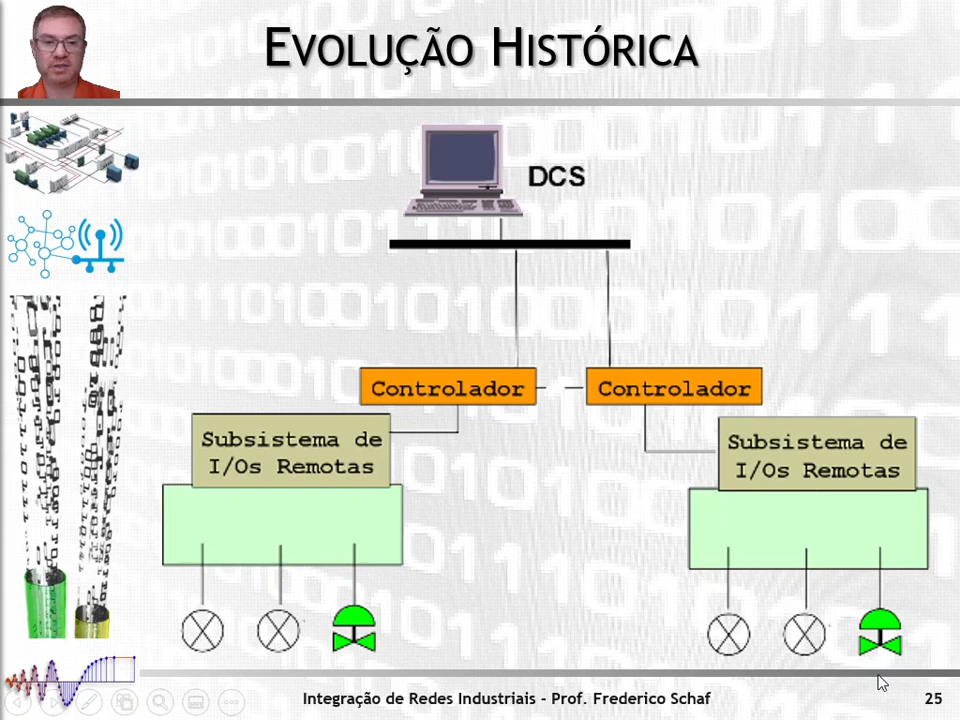 Evolução Histórica
DCS
Controlador
Controlador
Subsistema de
I/Os Remotas
Subsistema de
I/Os Remotas
Integração de Redes Industriais - Prof. Frederico Schaf
25